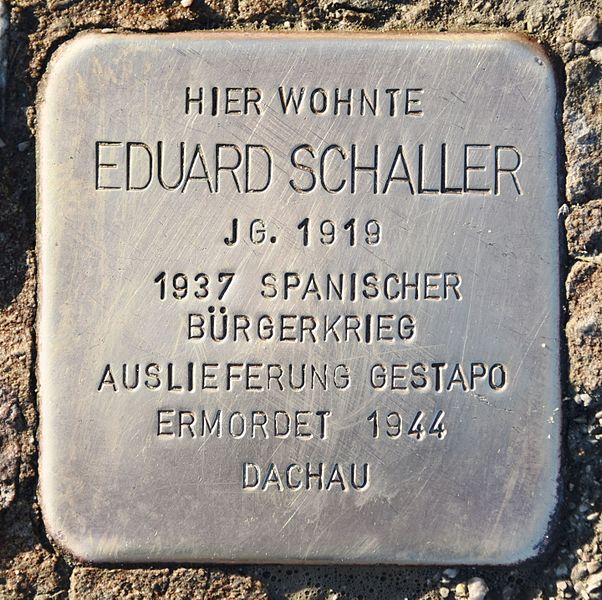 HIER WOHNTE
EDUARD SCHALLER
JG. 1919
1937 SPANISCHER
BÜRGERKRIEG
AUSLIEFERUNG GESTAPO
ERMORDET 1944
DACHAU